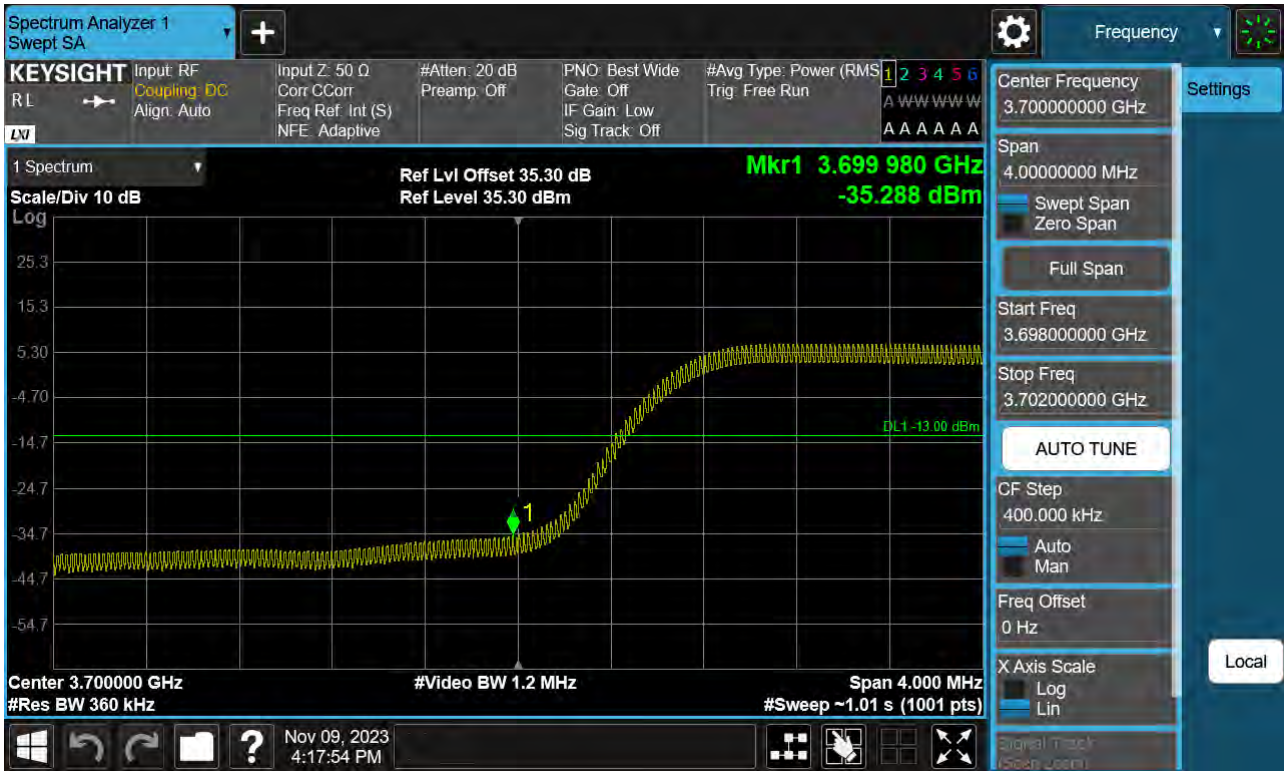 Spectrum Analyzer 1
Swept SA
+
Frequency
KEYSIGHT
RL
LXI
Input: RF
Coupling: DC
Align: Auto
Input Z: 50 Ω
Corr CCorr
Freq Ref: Int (S)
NFE: Adaptive
#Atten: 20 dB
Preamp: Off
PNO: Best Wide
Gate: Off
IF Gain: Low
Sig Track: Off
#Avg Type: Power (RMS
Trig: Free Run
1 2 3 4 5 6
A W W W W W
A A A A A A
1 Spectrum
Scale/Div 10 dB
Log
Ref Lvl Offset 35.30 dB
Ref Level 35.30 dBm
Mkr1 3.699 980 GHz
-35.288 dBm
25.3
15.3
5.30
-4.70
-14.7
-24.7
-34.7
-44.7
-54.7
DL1 -13.00 dBm
1
Center 3.700000 GHz
#Res BW 360 kHz
#Video BW 1.2 MHz
Span 4.000 MHz
#Sweep ~1.01 s (1001 pts)
Center Frequency
3.700000000 GHz
Span
4.00000000 MHz
Swept Span
Zero Span
Full Span
Start Freq
3.698000000 GHz
Stop Freq
3.702000000 GHz
AUTO TUNE
CF Step
400.000 kHz
Auto
Man
Freq Offset
0 Hz
X Axis Scale
Log
Lin
Signal Track
(Span Zoom)
Settings
Local
?
Nov 09, 2023
4:17:54 PM